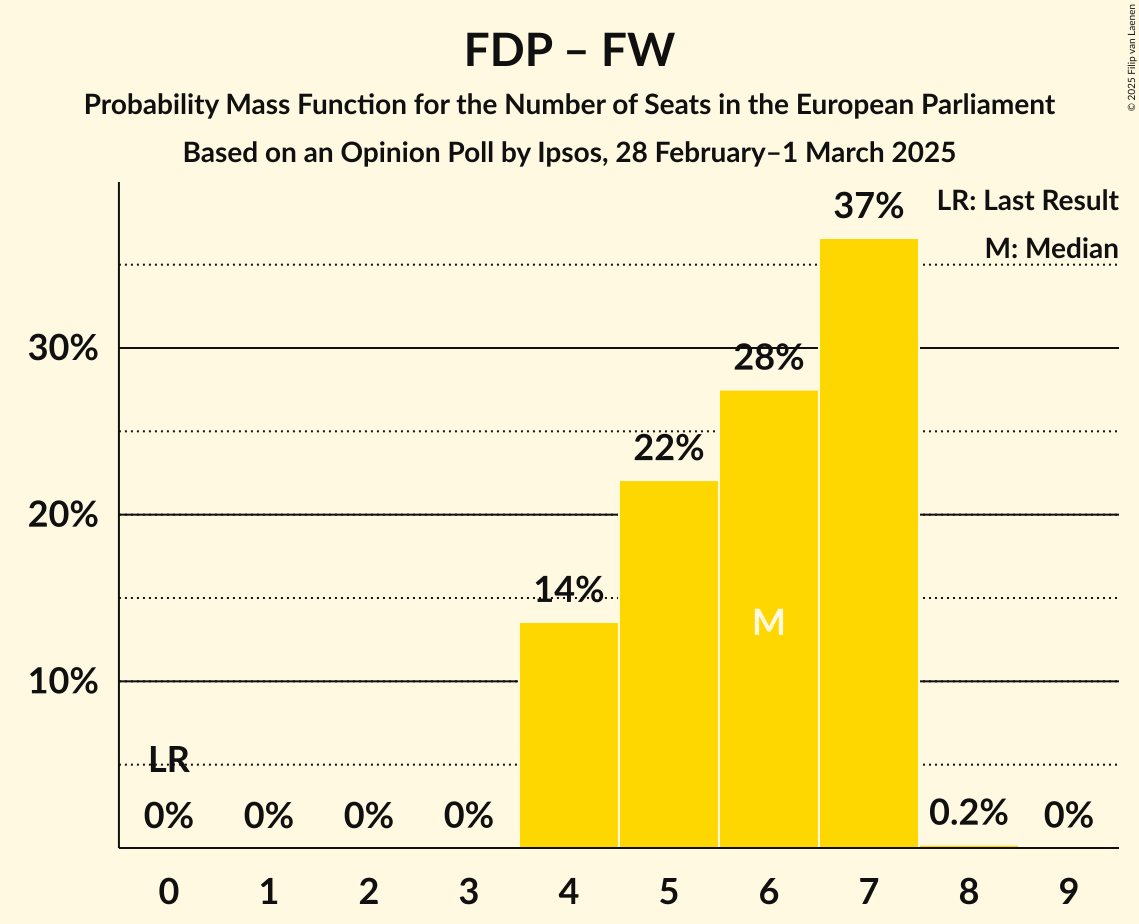 FDP – FW
Probability Mass Function for the Number of Seats in the European Parliament
Based on an Opinion Poll by Ipsos, 28 February–1 March 2025
© 2025 Filip van Laenen
LR: Last Result
M: Median
37%
30%
28%
22%
20%
14%
M
10%
LR
0% 0% 0% 0% 0.2% 0%
0 1 2 3 4 5 6 7 8 9